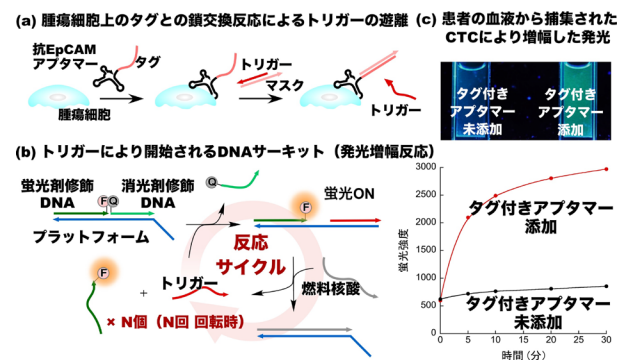 (a) 腫瘍細胞上のタグとの鎖交換反応によるトリガーの遊離
抗EpCAM
アプタマー
タグ
腫瘍細胞
トリガー
マスク
トリガー
(c) 患者の血液から捕集された
CTCにより増幅した発光
タグ付き
アプタマー
未添加
タグ付き
アプタマー
添加
(b) トリガーにより開始されるDNAサーキット（発光増幅反応）
蛍光剤修飾
DNA
消光剤修飾
DNA
F
Q
プラットフォーム
Q
F
蛍光ON
反応
サイクル
F
+
トリガー
燃料核酸
× N個（N回 回転時）
3000
2500
2000
1500
1000
500
0
蛍光強度
タグ付きアプタマー
添加
タグ付きアプタマー
未添加
0
5
10
15
20
25
30
時間 (分)